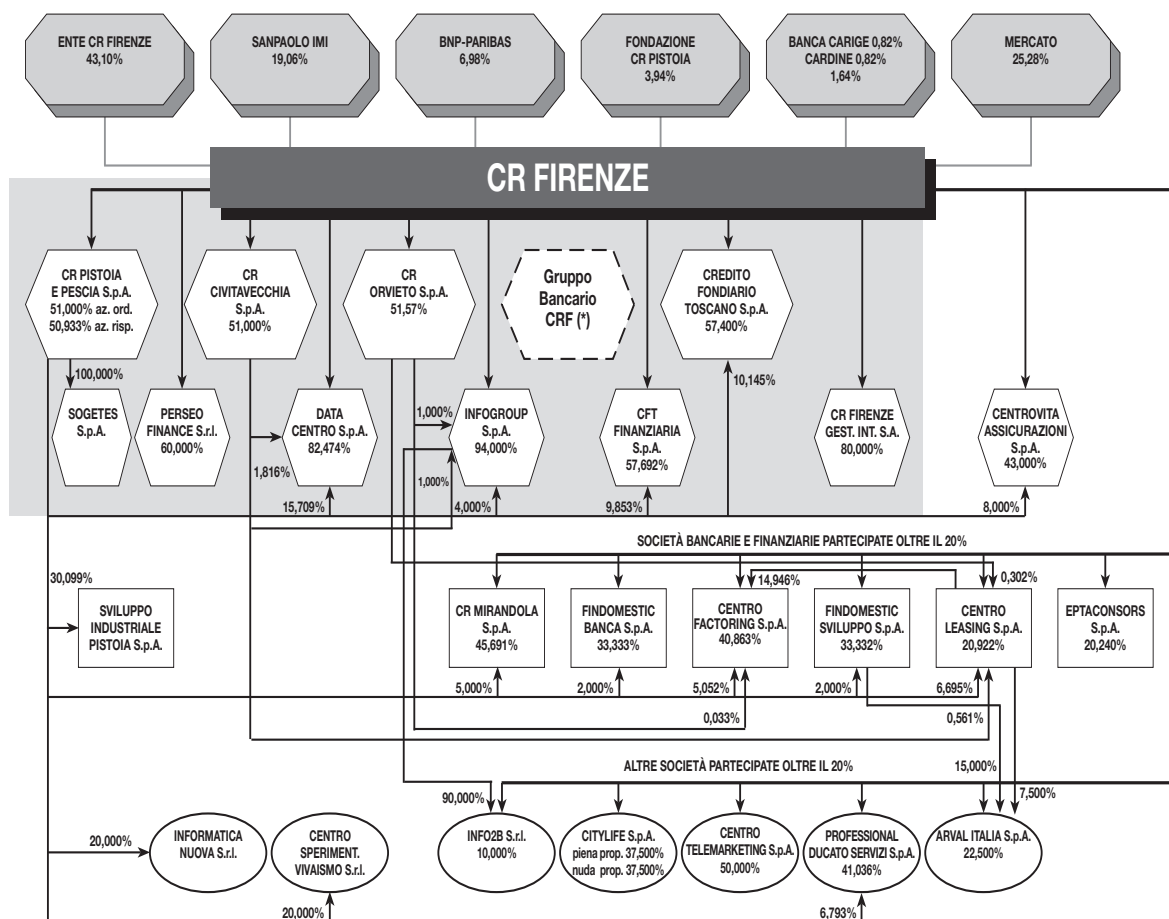 ENTE CR FIRENZE
43,10%
SANPAOLO IMI
19,06%
BNP-PARIBAS
6,98%
FONDAZIONE
CR PISTOIA
3,94%
BANCA CARIGE 0,82%
CARDINE 0,82%
1,64%
MERCATO
25,28%
CR FIRENZE
CR PISTOIA
E PESCIA S.p.A.
51,000% az. ord.
50,933% az. risp.
CR
CIVITAVECCHIA
S.p.A.
51,000%
CR
ORVIETO S.p.A.
51,57%
Gruppo
Bancario
CRF (*)
CREDITO
FONDIARIO
TOSCANO S.p.A.
57,400%
100,000%
10,145%
SOGETES
S.p.A.
PERSEO
FINANCE S.r.l.
60,000%
DATA
CENTRO S.p.A.
82,474%
1,000%
INFOGROUP
S.p.A.
94,000%
CFT
FINANZIARIA
S.p.A.
57,692%
CR FIRENZE
GEST. INT. S.A.
80,000%
CENTROVITA
ASSICURAZIONI
S.p.A.
43,000%
1,816%
1,000%
15,709%
4,000%
9,853%
8,000%
SOCIETÀ BANCARIE E FINANZIARIE PARTECIPATE OLTRE IL 20%
30,099%
14,946%
0,302%
SVILUPPO
INDUSTRIALE
PISTOIA S.p.A.
CR MIRANDOLA
S.p.A.
45,691%
FINDOMESTIC
BANCA S.p.A.
33,333%
CENTRO
FACTORING S.p.A.
40,863%
FINDOMESTIC
SVILUPPO S.p.A.
33,332%
CENTRO
LEASING S.p.A.
20,922%
EPTACONSORS
S.p.A.
20,240%
5,000%
2,000%
5,052%
2,000%
6,695%
0,033%
0,561%
ALTRE SOCIETÀ PARTECIPATE OLTRE IL 20%
15,000%
90,000%
7,500%
20,000%
INFORMATICA
NUOVA S.r.l.
CENTRO
SPERIMENT.
VIVAISMO S.r.l.
INFO2B S.r.l.
10,000%
CITYLIFE S.p.A.
piena prop. 37,500%
nuda prop. 37,500%
CENTRO
TELEMARKETING S.p.A.
50,000%
PROFESSIONAL
DUCATO SERVIZI S.p.A.
41,036%
ARVAL ITALIA S.p.A.
22,500%
20,000%
6,793%